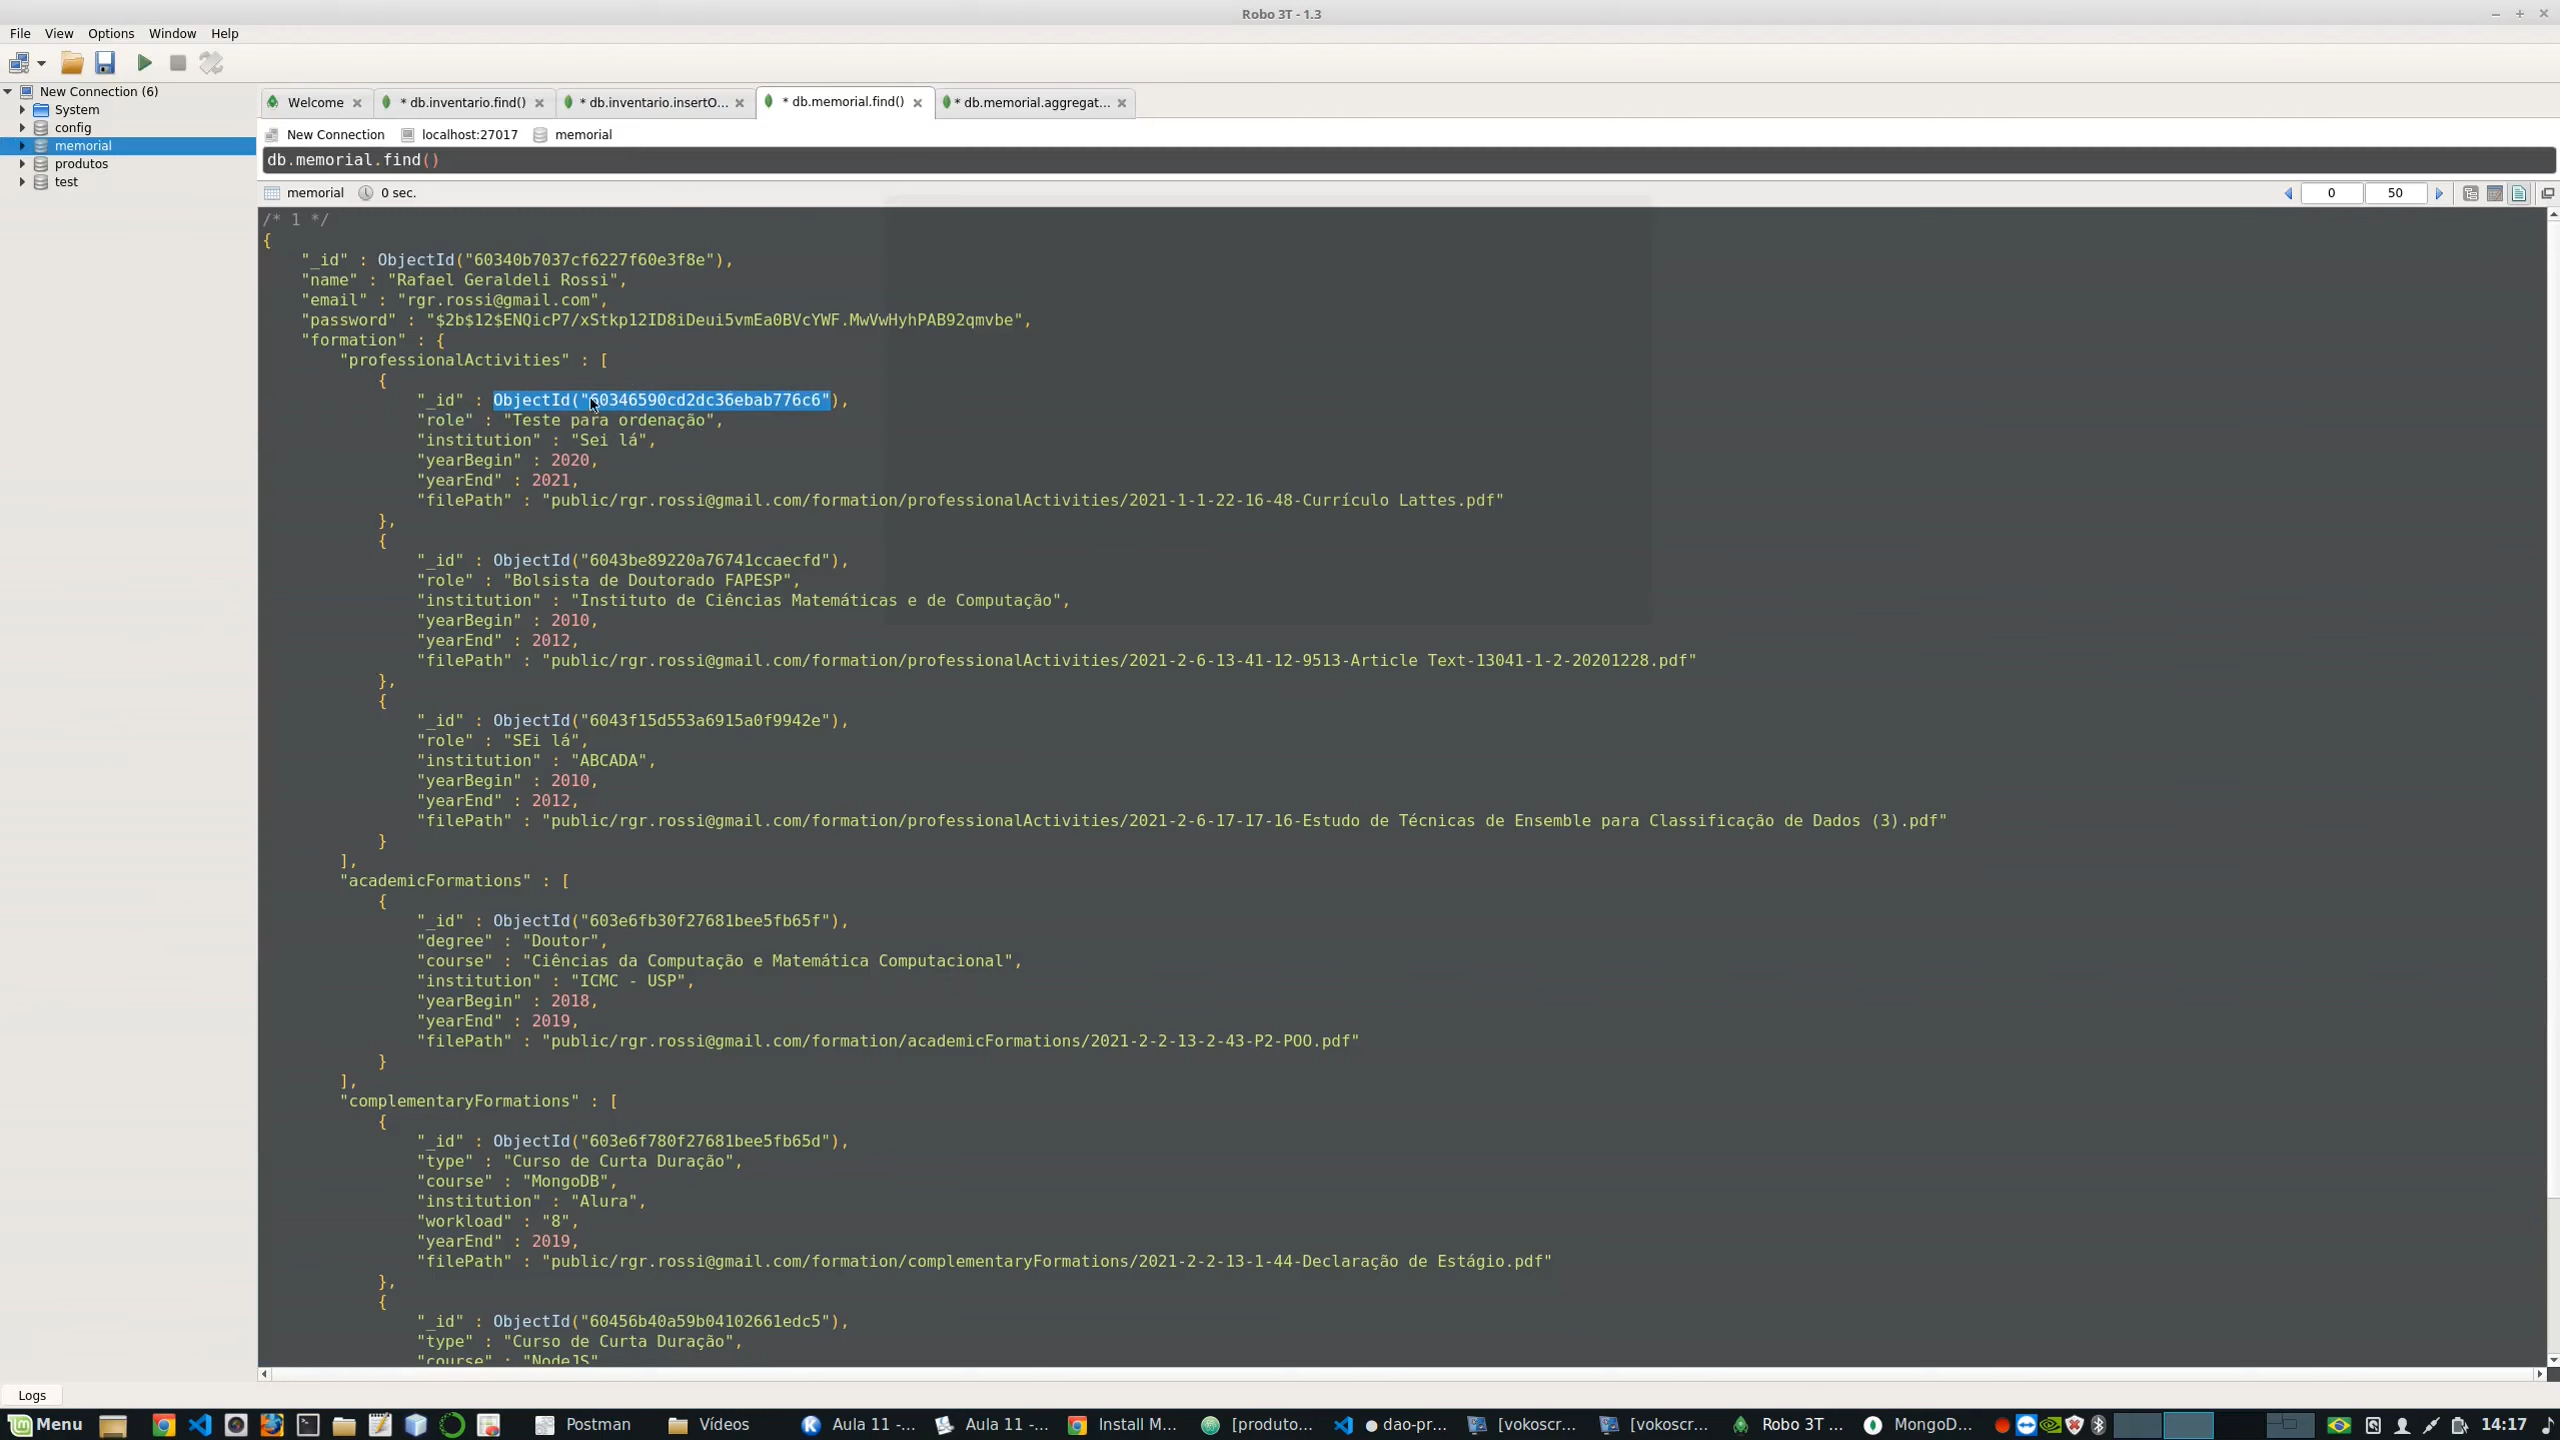 Robo 3T - 1.3
File View Options Window Help
New Connection (6)
System
config
memorial
produtos
test
Welcome
* db.inventario.find()
* db.inventario.insertO...
* db.memorial.find()
* db.memorial.aggregat...
New Connection localhost:27017 memorial
db.memorial.find()
memorial 0 sec. 0 50
/* 1 */
{
"_id" : ObjectId("60340b7037cf6227f60e3f8e"),
"name" : "Rafael Geraldeli Rossi",
"email" : "rgr.rossi@gmail.com",
"password" : "$2b$12$ENQicP7/xStkp12ID8iDeui5vmEa0BVcYWF.MwVwHyhPAB92qmvbe",
"formation" : {
"professionalActivities" : [
{
"_id" : ObjectId("60346590cd2dc36ebab776c6"),
"role" : "Teste para ordenação",
"institution" : "Sei lá",
"yearBegin" : 2020,
"yearEnd" : 2021,
"filePath" : "public/rgr.rossi@gmail.com/formation/professionalActivities/2021-1-1-22-16-48-Currículo Lattes.pdf"
},
{
"_id" : ObjectId("6043be89220a76741ccaecfd"),
"role" : "Bolsista de Doutorado FAPESP",
"institution" : "Instituto de Ciências Matemáticas e de Computação",
"yearBegin" : 2010,
"yearEnd" : 2012,
"filePath" : "public/rgr.rossi@gmail.com/formation/professionalActivities/2021-2-6-13-41-12-9513-Article Text-13041-1-2-20201228.pdf"
},
{
"_id" : ObjectId("6043f15d553a6915a0f9942e"),
"role" : "SEi lá",
"institution" : "ABCADA",
"yearBegin" : 2010,
"yearEnd" : 2012,
"filePath" : "public/rgr.rossi@gmail.com/formation/professionalActivities/2021-2-6-17-17-16-Estudo de Técnicas de Ensemble para Classificação de Dados (3).pdf"
}
],
"academicFormations" : [
{
"_id" : ObjectId("603e6fb30f27681bee5fb65f"),
"degree" : "Doutor",
"course" : "Ciências da Computação e Matemática Computacional",
"institution" : "ICMC - USP",
"yearBegin" : 2018,
"yearEnd" : 2019,
"filePath" : "public/rgr.rossi@gmail.com/formation/academicFormations/2021-2-2-13-2-43-P2-POO.pdf"
}
],
"complementaryFormations" : [
{
"_id" : ObjectId("603e6f780f27681bee5fb65d"),
"type" : "Curso de Curta Duração",
"course" : "MongoDB",
"institution" : "Alura",
"workload" : "8",
"yearEnd" : 2019,
"filePath" : "public/rgr.rossi@gmail.com/formation/complementaryFormations/2021-2-2-13-1-44-Declaração de Estágio.pdf"
},
{
"_id" : ObjectId("60456b40a59b04102661edc5"),
"type" : "Curso de Curta Duração",
"course" : "NodeJS"
Logs
Menu Postman Vídeos Aula 11 -... Aula 11 -... Install M... [produto... dao-pr... [vokoscr... [vokoscr... Robo 3T ... MongoD... 14:17